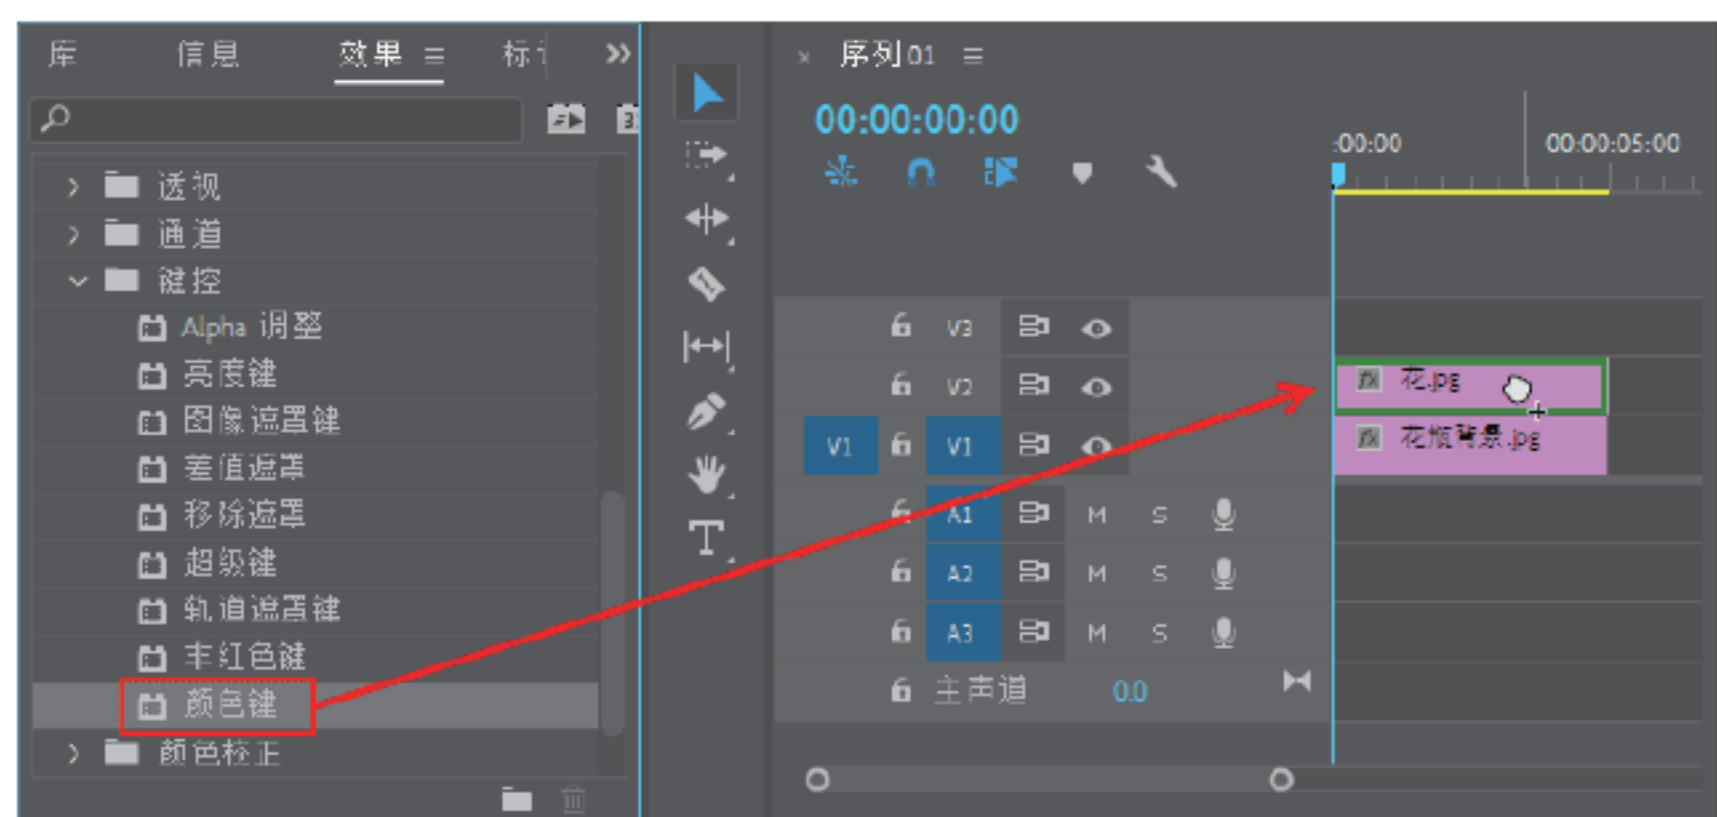 库 信息 效果 标
透视
通道
键控
Alpha 调整
亮度键
图像遮罩键
差值遮罩
移除遮罩
超级键
轨道遮罩键
非红色键
颜色键
颜色校正
T
× 序列 01
00:00:00:00
:00:00 00:00:05:00
V3
V2 fx 花.jpg
V1 V1 fx 花瓶背景.jpg
A1 M S
A2 M S
A3 M S
主声道 0.0